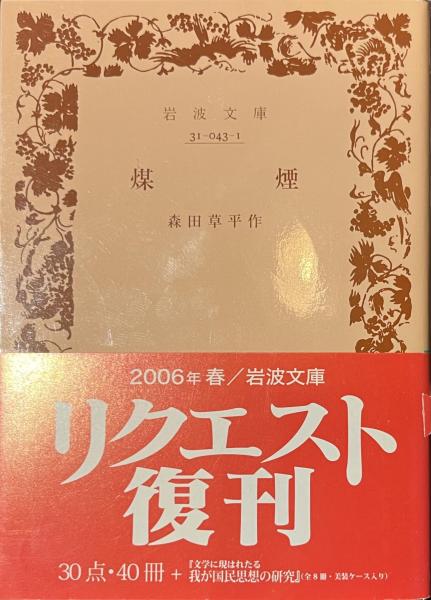 岩波文庫
31-043-1
煤煙
森田草平作
2006年 春/岩波文庫
リクエスト
復刊
30点・40冊 + 『文学に現はれたる
我が国民思想の研究』(全8冊・美装ケース入り)